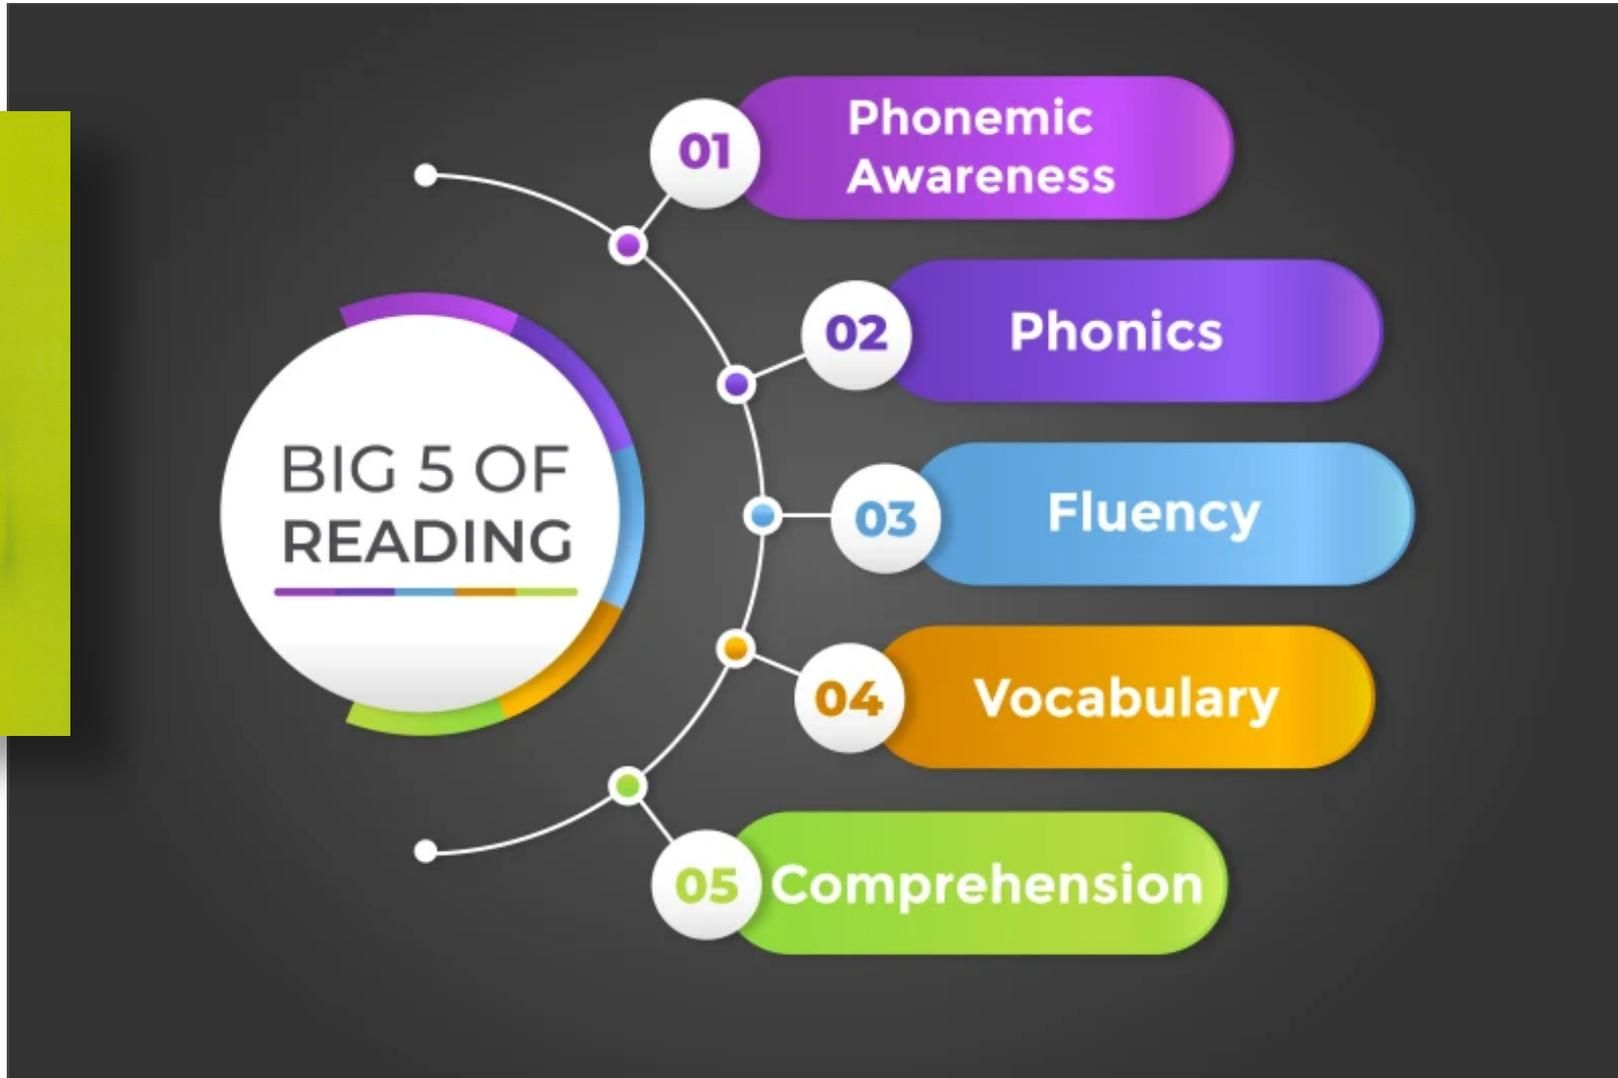 BIG 5 OF
READING
01
Phonemic
Awareness
02
Phonics
03
Fluency
04
Vocabulary
05
Comprehension